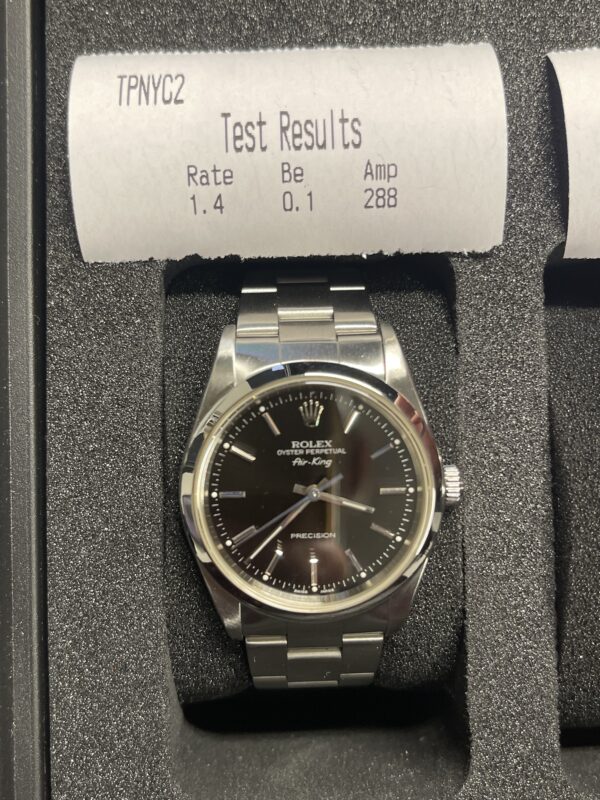 TPNYC2
Test Results
Rate Be Amp
1.4 0.1 288
ROLEX
OYSTER PERPETUAL
Air-King
PRECISION